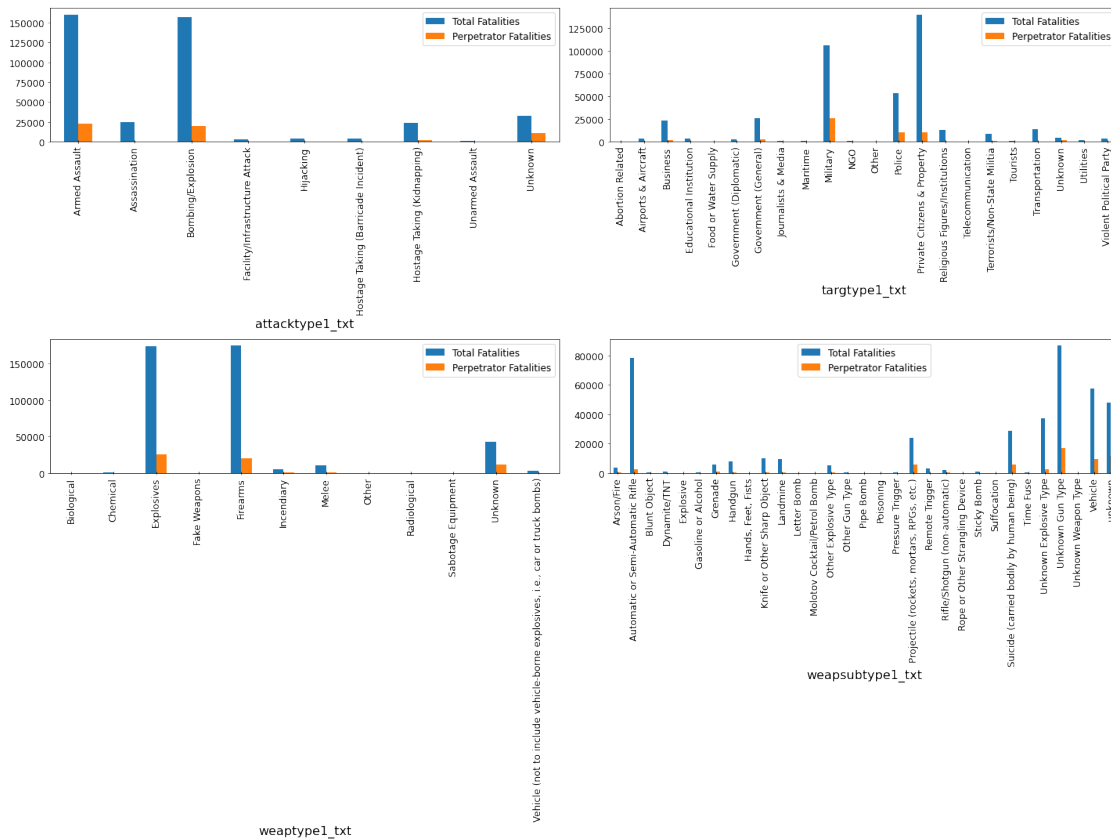 150000
125000
100000
75000
50000
25000
0
Total Fatalities
Perpetrator Fatalities
Armed Assault
Assassination
Bombing/Explosion
Facility/Infrastructure Attack
Hijacking
Hostage Taking (Barricade Incident)
Hostage Taking (Kidnapping)
Unarmed Assault
Unknown
attacktype1_txt
125000
100000
75000
50000
25000
0
Total Fatalities
Perpetrator Fatalities
Abortion Related
Airports & Aircraft
Business
Educational Institution
Food or Water Supply
Government (Diplomatic)
Government (General)
Journalists & Media
Maritime
Military
NGO
Other
Police
Private Citizens & Property
Religious Figures/Institutions
Telecommunication
Terrorists/Non-State Militia
Tourists
Transportation
Unknown
Utilities
Violent Political Party
targtype1_txt
150000
100000
50000
0
Total Fatalities
Perpetrator Fatalities
Biological
Chemical
Explosives
Fake Weapons
Firearms
Incendiary
Melee
Other
Radiological
Sabotage Equipment
Unknown
Vehicle (not to include vehicle-borne explosives, i.e., car or truck bombs)
weaptype1_txt
80000
60000
40000
20000
0
Total Fatalities
Perpetrator Fatalities
Arson/Fire
Automatic or Semi-Automatic Rifle
Blunt Object
Dynamite/TNT
Explosive
Gasoline or Alcohol
Grenade
Handgun
Hands, Feet, Fists
Knife or Other Sharp Object
Landmine
Letter Bomb
Molotov Cocktail/Petrol Bomb
Other Explosive Type
Other Gun Type
Pipe Bomb
Poisoning
Pressure Trigger
Projectile (rockets, mortars, RPGs, etc.)
Remote Trigger
Rifle/Shotgun (non-automatic)
Rope or Other Strangling Device
Sticky Bomb
Suffocation
Suicide (carried bodily by human being)
Time Fuse
Unknown Explosive Type
Unknown Gun Type
Unknown Weapon Type
Vehicle
unknown
weapsubtype1_txt